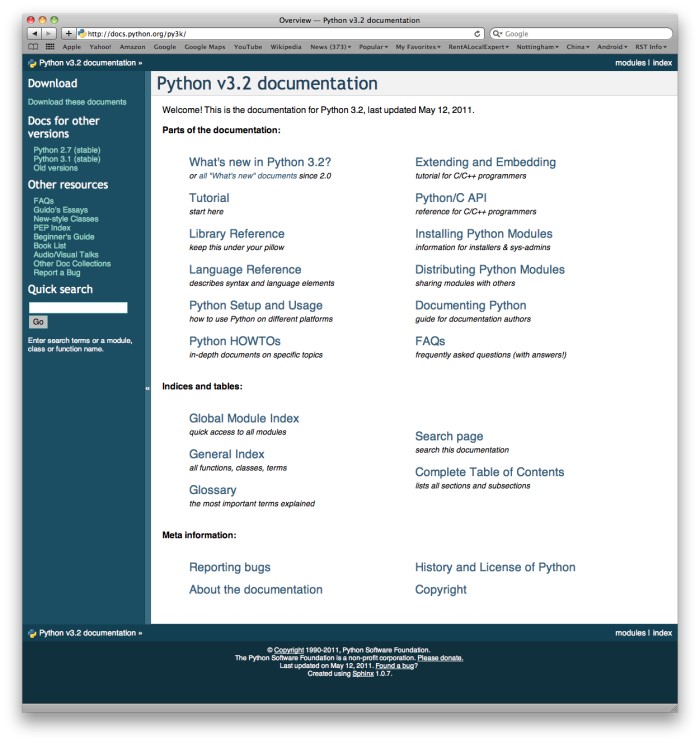 Overview — Python v3.2 documentation
http://docs.python.org/py3k/
Google
Apple Yahoo! Amazon Google Google Maps YouTube Wikipedia News (373) Popular My Favorites RentALocalExpert Nottingham China Android RST Info
Python v3.2 documentation »
modules | index
Download
Download these documents
Docs for other
versions
Python 2.7 (stable)
Python 3.1 (stable)
Old versions
Other resources
FAQs
Guido's Essays
New-style Classes
PEP Index
Beginner's Guide
Book List
Audio/Visual Talks
Other Doc Collections
Report a Bug
Quick search
Go
Enter search terms or a module,
class or function name.
«
Python v3.2 documentation
Welcome! This is the documentation for Python 3.2, last updated May 12, 2011.
Parts of the documentation:
What's new in Python 3.2?
or all "What's new" documents since 2.0
Tutorial
start here
Library Reference
keep this under your pillow
Language Reference
describes syntax and language elements
Python Setup and Usage
how to use Python on different platforms
Python HOWTOs
in-depth documents on specific topics
Extending and Embedding
tutorial for C/C++ programmers
Python/C API
reference for C/C++ programmers
Installing Python Modules
information for installers & sys-admins
Distributing Python Modules
sharing modules with others
Documenting Python
guide for documentation authors
FAQs
frequently asked questions (with answers!)
Indices and tables:
Global Module Index
quick access to all modules
General Index
all functions, classes, terms
Glossary
the most important terms explained
Search page
search this documentation
Complete Table of Contents
lists all sections and subsections
Meta information:
Reporting bugs
About the documentation
History and License of Python
Copyright
Python v3.2 documentation »
modules | index
© Copyright 1990-2011, Python Software Foundation.
The Python Software Foundation is a non-profit corporation. Please donate.
Last updated on May 12, 2011. Found a bug?
Created using Sphinx 1.0.7.